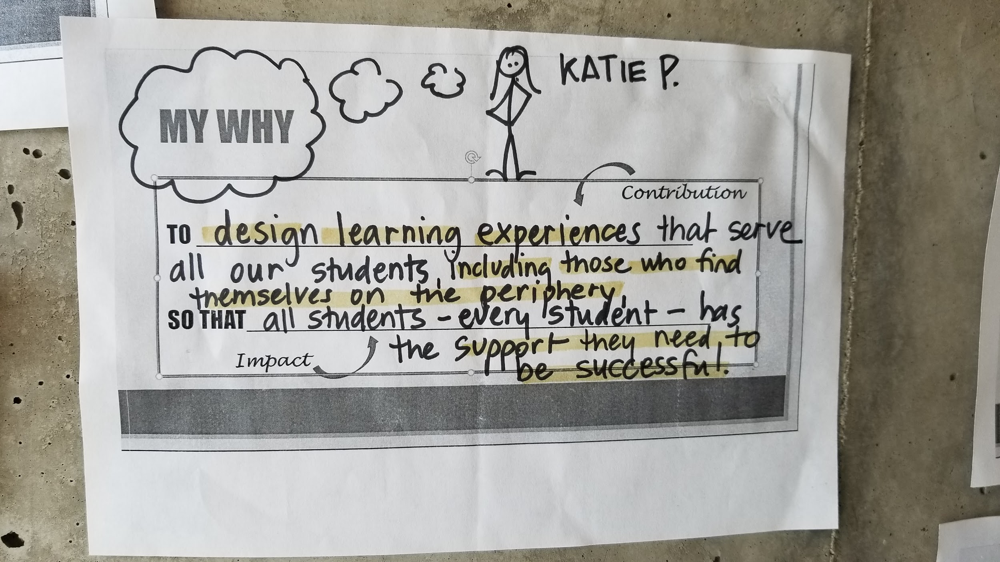 KATIE P.
MY WHY
Contribution
TO design learning experiences that serve
all our students, including those who find
themselves on the periphery,
SO THAT all students - every student - has
the support they need, to
be successful.
Impact